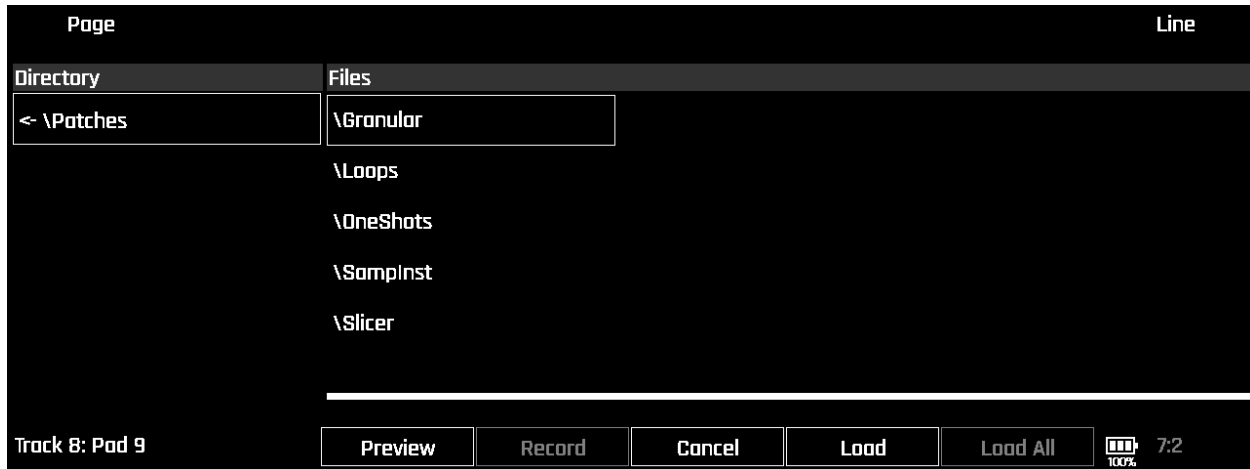 Page Line
Directory Files
<- \Patches \Granular
\Loops
\OneShots
\SampInst
\Slicer
Track 8: Pad 9 Preview Record Cancel Load Load All 100% 7:2